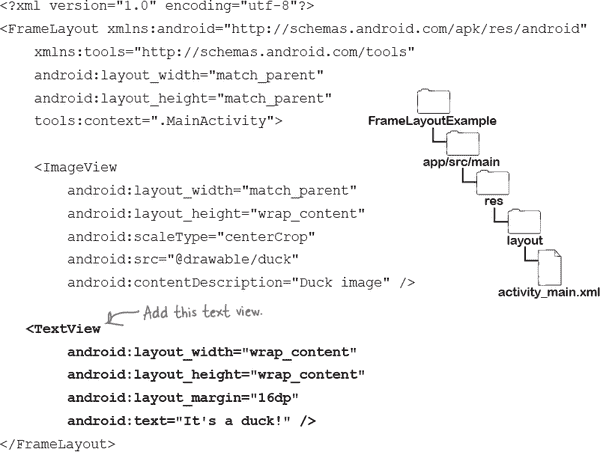 <?xml version="1.0" encoding="utf-8"?>
<FrameLayout xmlns:android="http://schemas.android.com/apk/res/android"
xmlns:tools="http://schemas.android.com/tools"
android:layout_width="match_parent"
android:layout_height="match_parent"
tools:context=".MainActivity">
<ImageView
android:layout_width="match_parent"
android:layout_height="wrap_content"
android:scaleType="centerCrop"
android:src="@drawable/duck"
android:contentDescription="Duck image" />
Add this text view.
<TextView
android:layout_width="wrap_content"
android:layout_height="wrap_content"
android:layout_margin="16dp"
android:text="It's a duck!" />
</FrameLayout>
FrameLayoutExample
app/src/main
res
layout
activity_main.xml